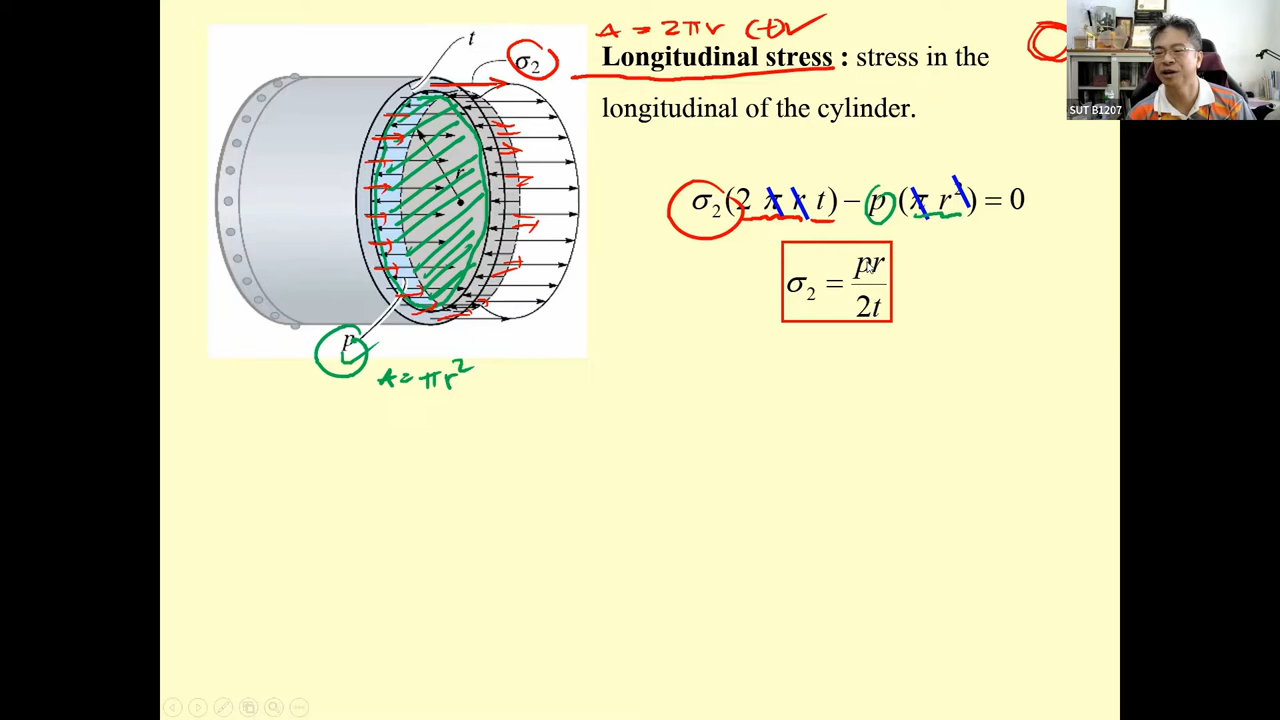 A = 2πr (t) ✓
Longitudinal stress : stress in the
longitudinal of the cylinder.
t
σ₂
r
p
A = πr²
σ₂(2 π r t) − p (π r²) = 0
σ₂ = pr / 2t
SUT B1207